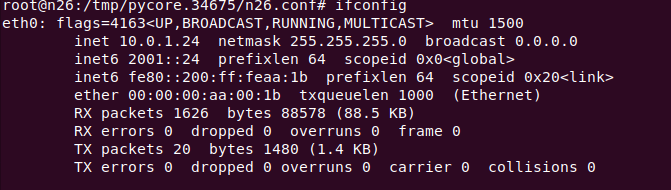 root@n26:/tmp/pycore.34675/n26.conf# ifconfig
eth0: flags=4163<UP,BROADCAST,RUNNING,MULTICAST>  mtu 1500
        inet 10.0.1.24  netmask 255.255.255.0  broadcast 0.0.0.0
        inet6 2001::24  prefixlen 64  scopeid 0x0<global>
        inet6 fe80::200:ff:feaa:1b  prefixlen 64  scopeid 0x20<link>
        ether 00:00:00:aa:00:1b  txqueuelen 1000  (Ethernet)
        RX packets 1626  bytes 88578 (88.5 KB)
        RX errors 0  dropped 0  overruns 0  frame 0
        TX packets 20  bytes 1480 (1.4 KB)
        TX errors 0  dropped 0 overruns 0  carrier 0  collisions 0